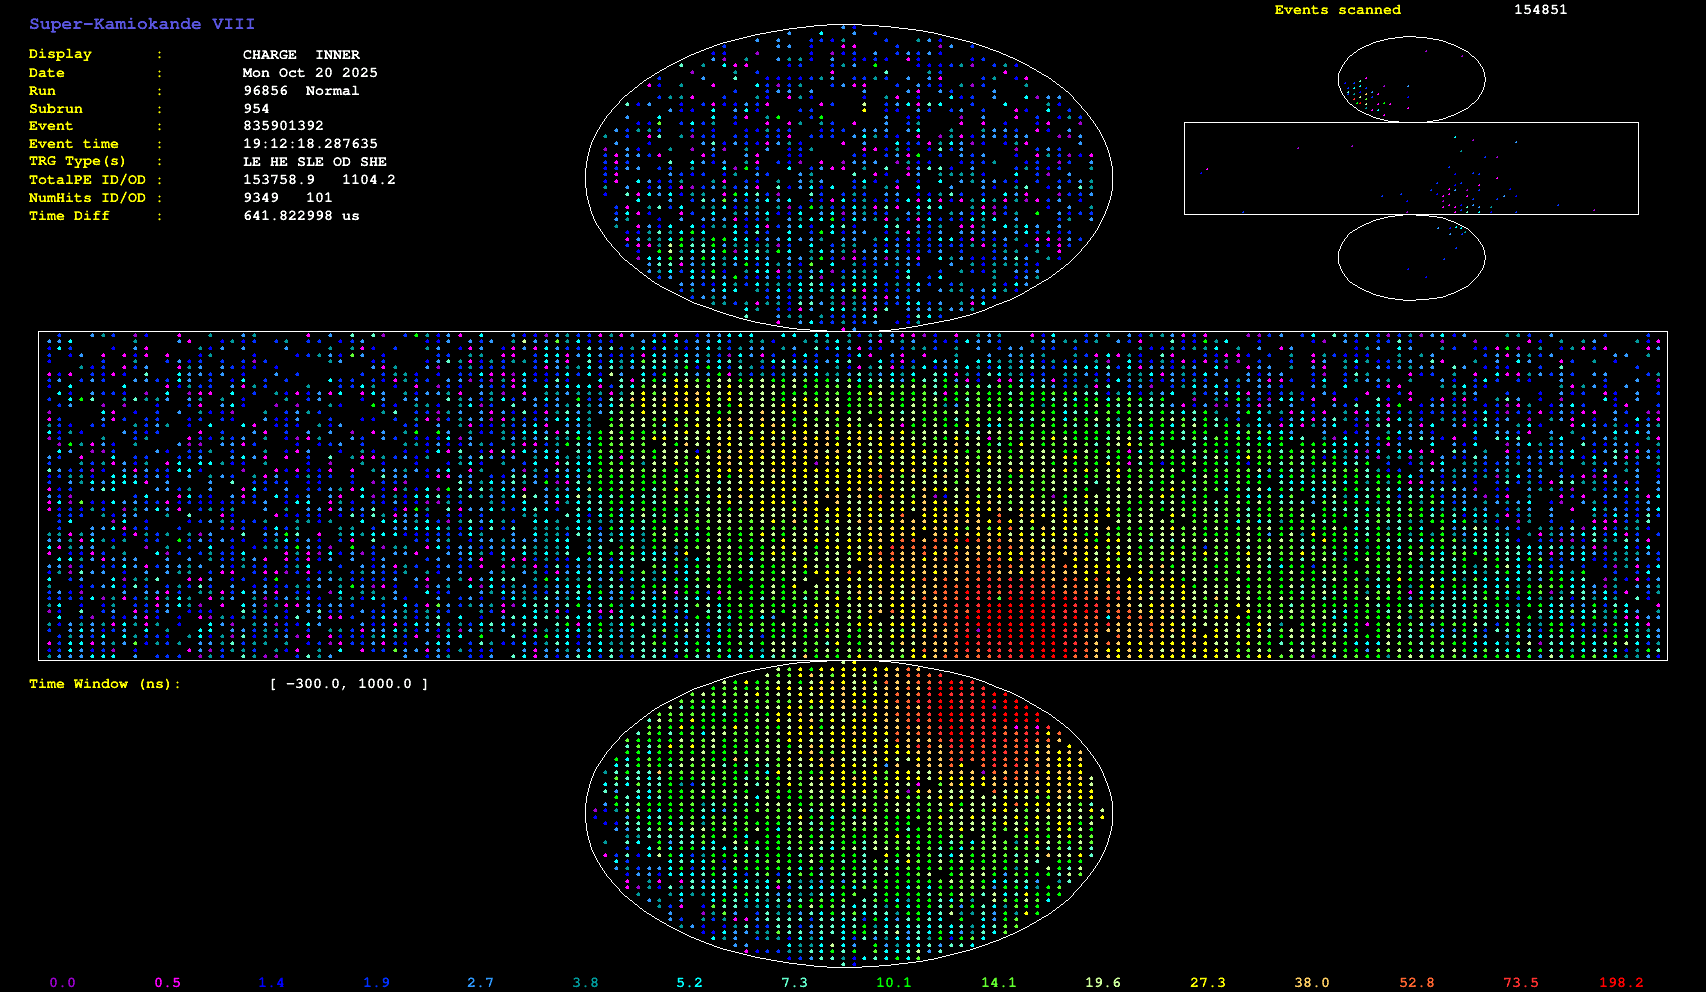 Super-Kamiokande VIII
Events scanned 154851
Display : CHARGE INNER
Date : Mon Oct 20 2025
Run : 96856 Normal
Subrun : 954
Event : 835901392
Event time : 19:12:18.287635
TRG Type(s) : LE HE SLE OD SHE
TotalPE ID/OD : 153758.9 1104.2
NumHits ID/OD : 9349 101
Time Diff : 641.822998 us
Time Window (ns): [ -300.0, 1000.0 ]
0.0 0.5 1.4 1.9 2.7 3.8 5.2 7.3 10.1 14.1 19.6 27.3 38.0 52.8 73.5 198.2